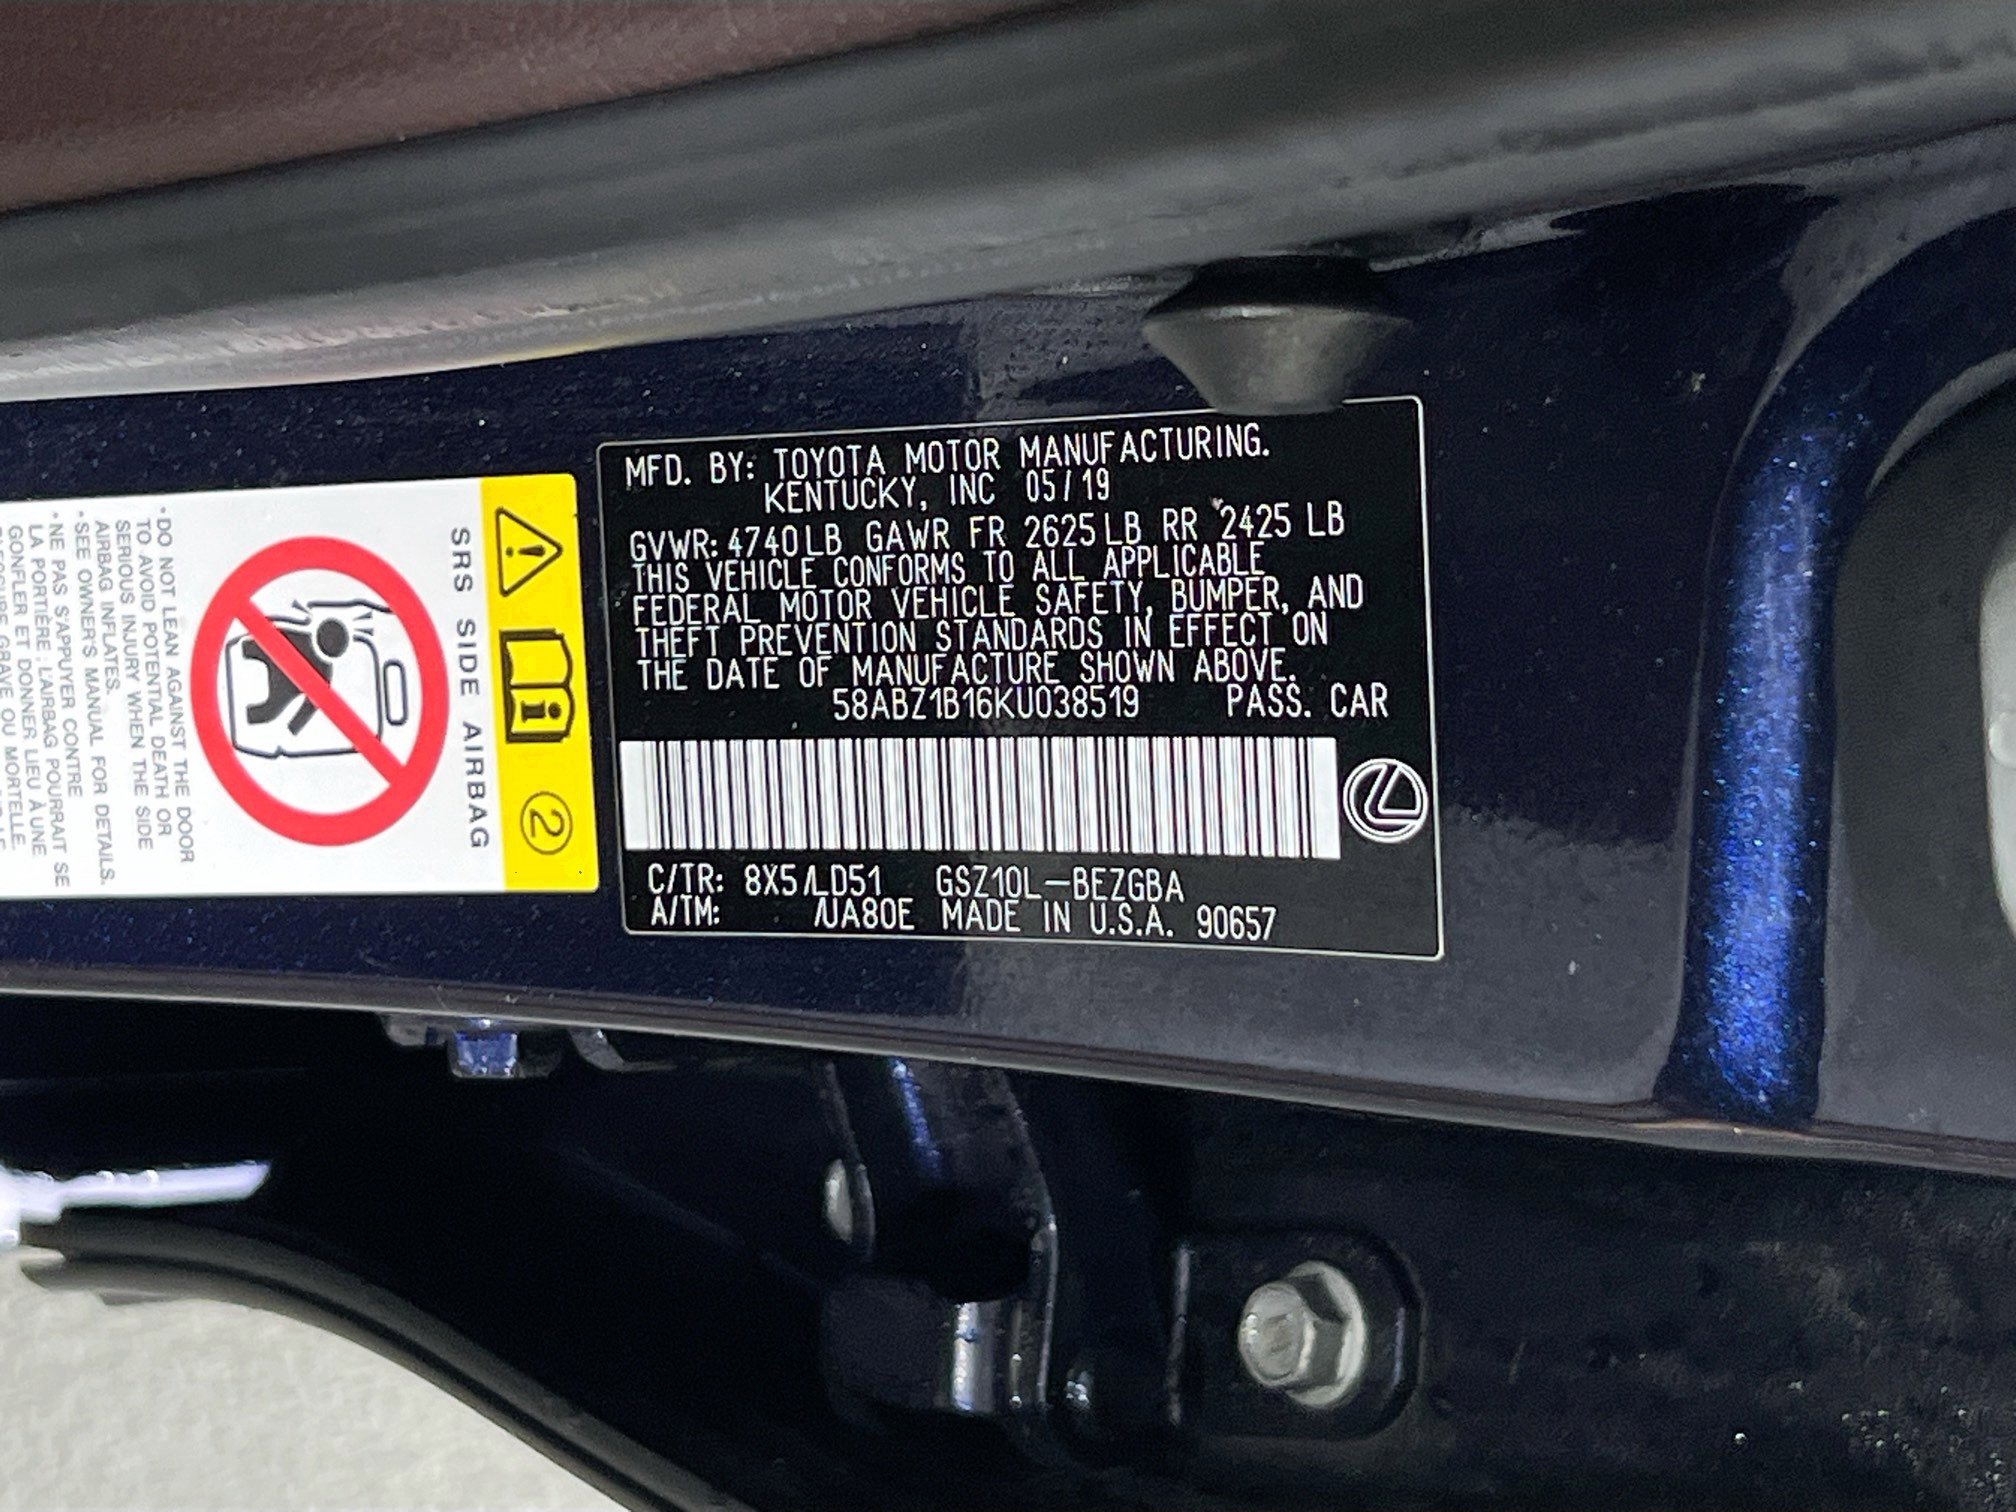 MFD. BY: TOYOTA MOTOR MANUFACTURING.
KENTUCKY, INC 05/19
GVWR: 4740LB GAWR FR 2625LB RR 2425 LB
THIS VEHICLE CONFORMS TO ALL APPLICABLE
FEDERAL MOTOR VEHICLE SAFETY, BUMPER, AND
THEFT PREVENTION STANDARDS IN EFFECT ON
THE DATE OF MANUFACTURE SHOWN ABOVE.
58ABZ1B16KU038519 PASS. CAR
C/TR: 8X5/LD51 GSZ10L-BEZGBA
A/TM: /UA80E MADE IN U.S.A. 90657
2
SRS SIDE AIRBAG
•DO NOT LEAN AGAINST THE DOOR
TO AVOID POTENTIAL DEATH OR
SERIOUS INJURY WHEN THE SIDE
AIRBAG INFLATES.
•SEE OWNER'S MANUAL FOR DETAILS.
•NE PAS S'APPUYER CONTRE
LA PORTIÈRE : L'AIRBAG POURRAIT SE
GONFLER ET DONNER LIEU À UNE
GRAVE OU MORTELLE.